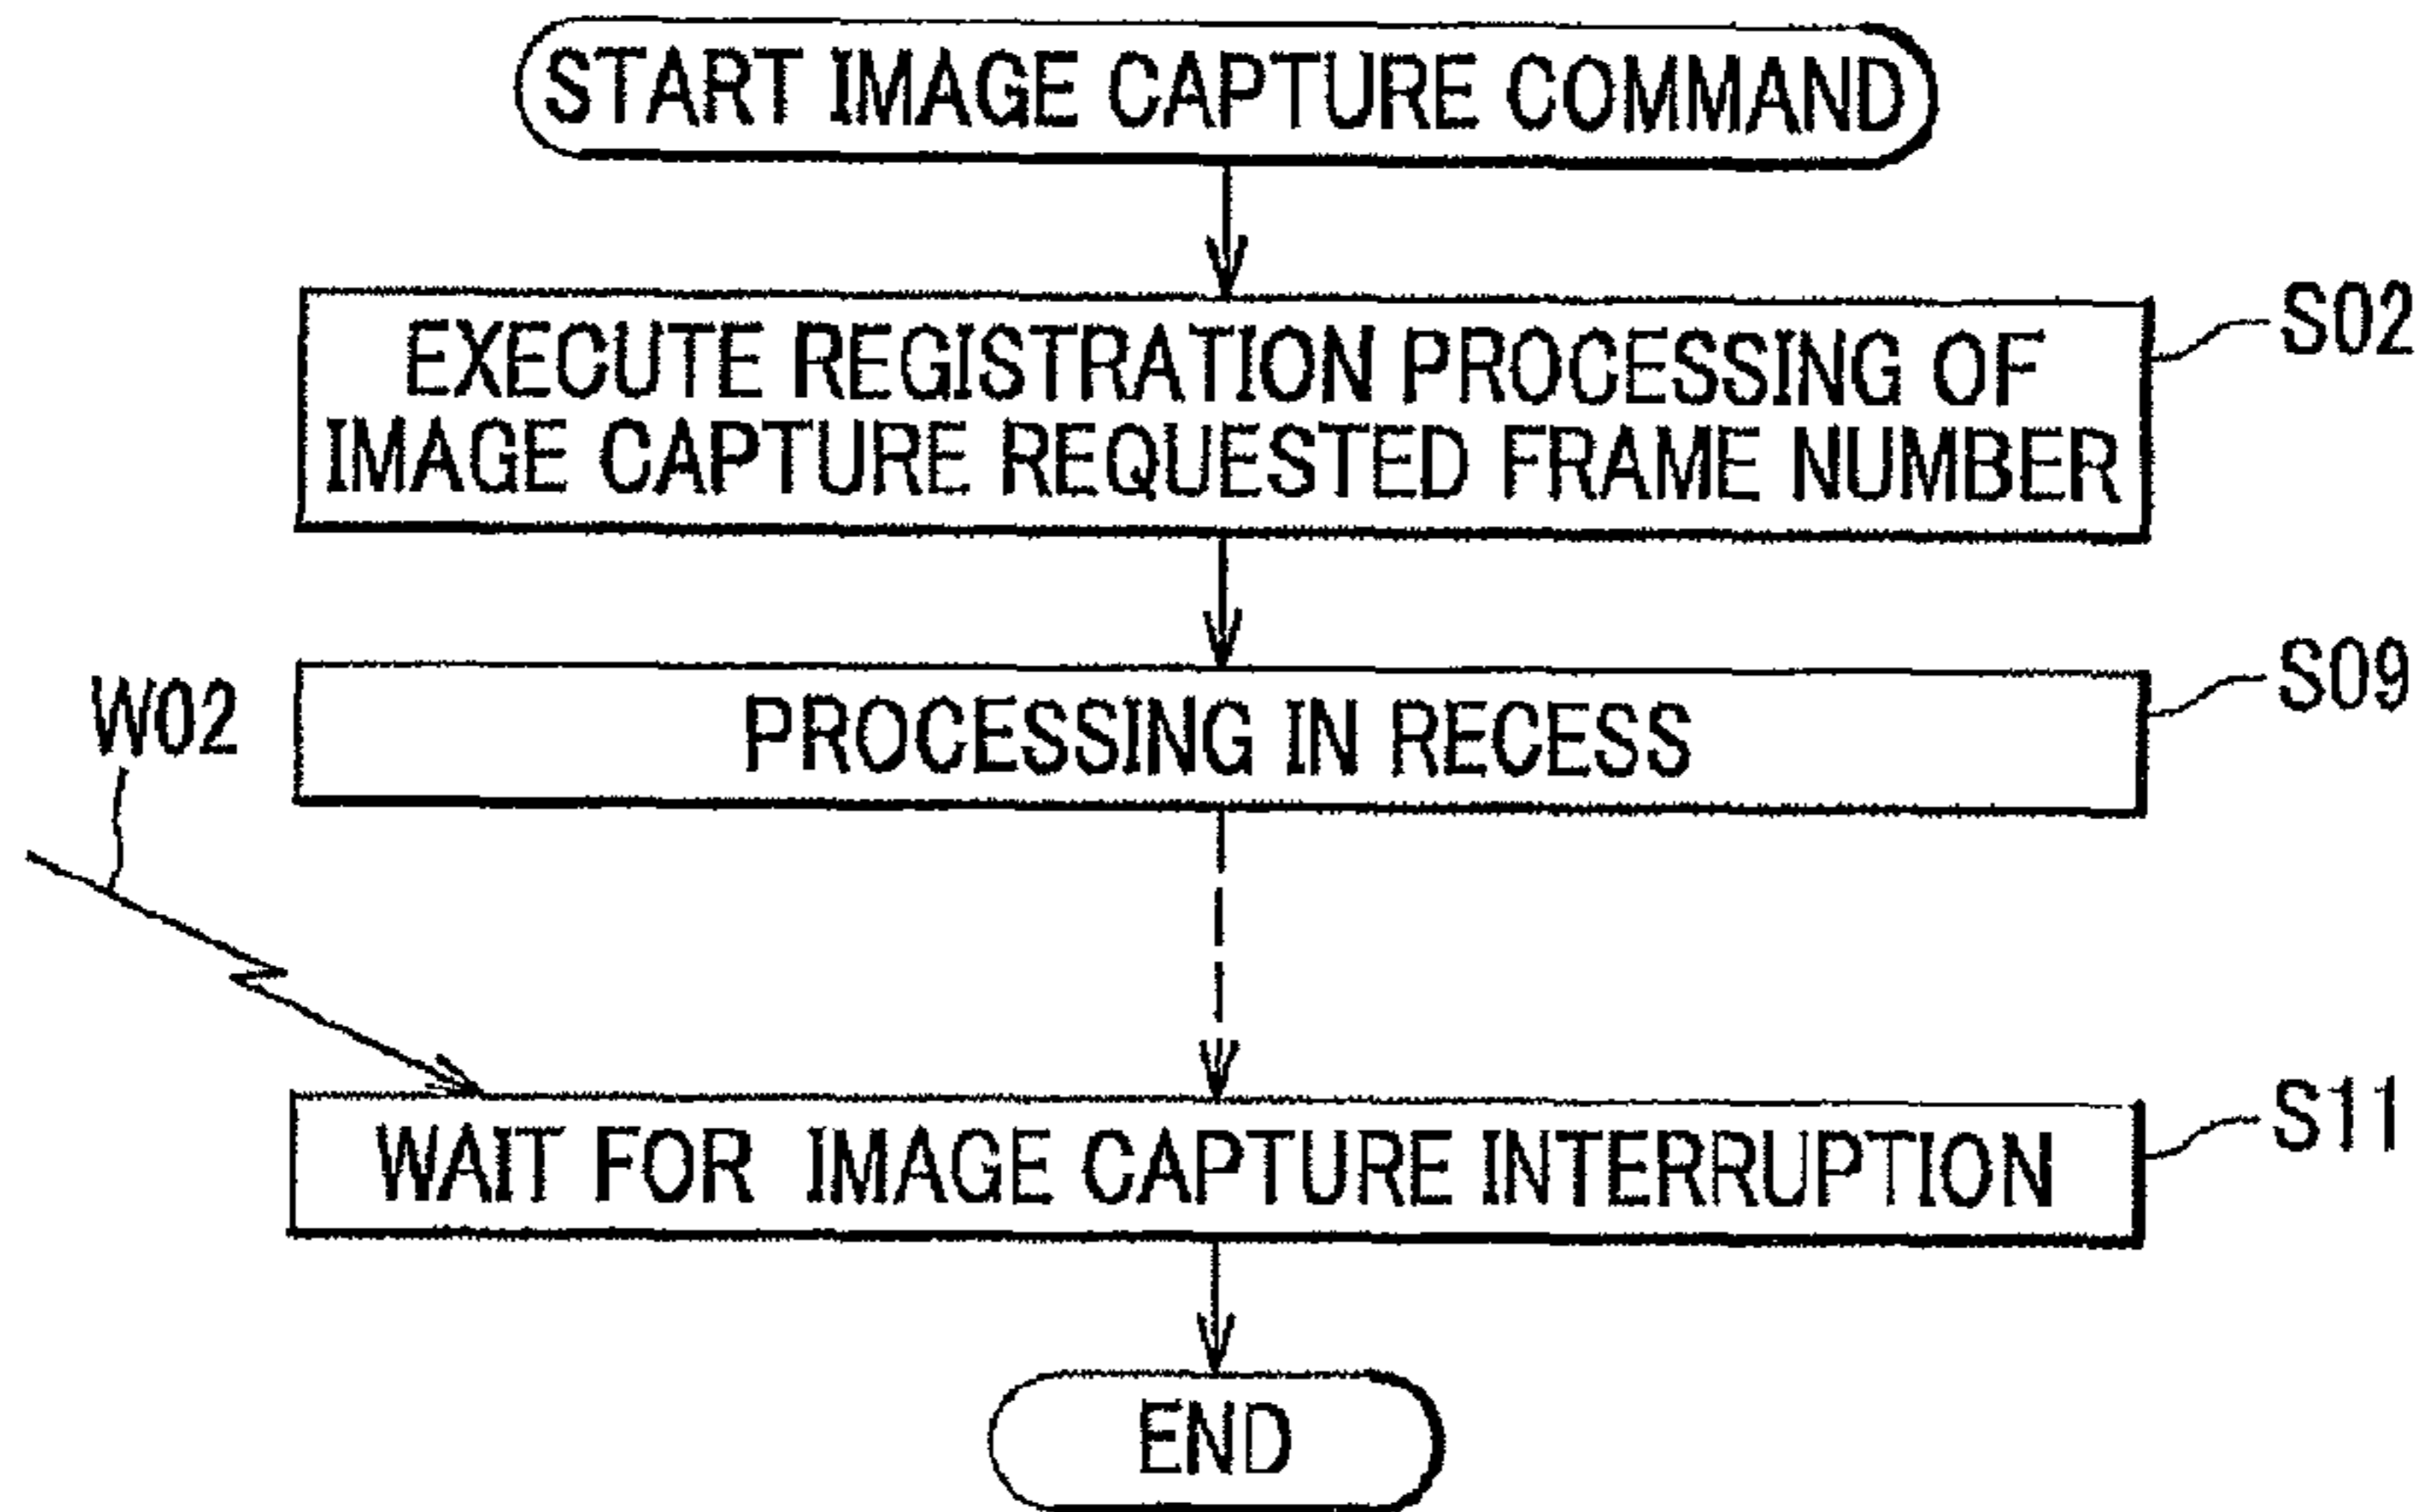 START IMAGE CAPTURE COMMAND
EXECUTE REGISTRATION PROCESSING OF
IMAGE CAPTURE REQUESTED FRAME NUMBER
S02
PROCESSING IN RECESS
S09
W02
WAIT FOR IMAGE CAPTURE INTERRUPTION
S11
END